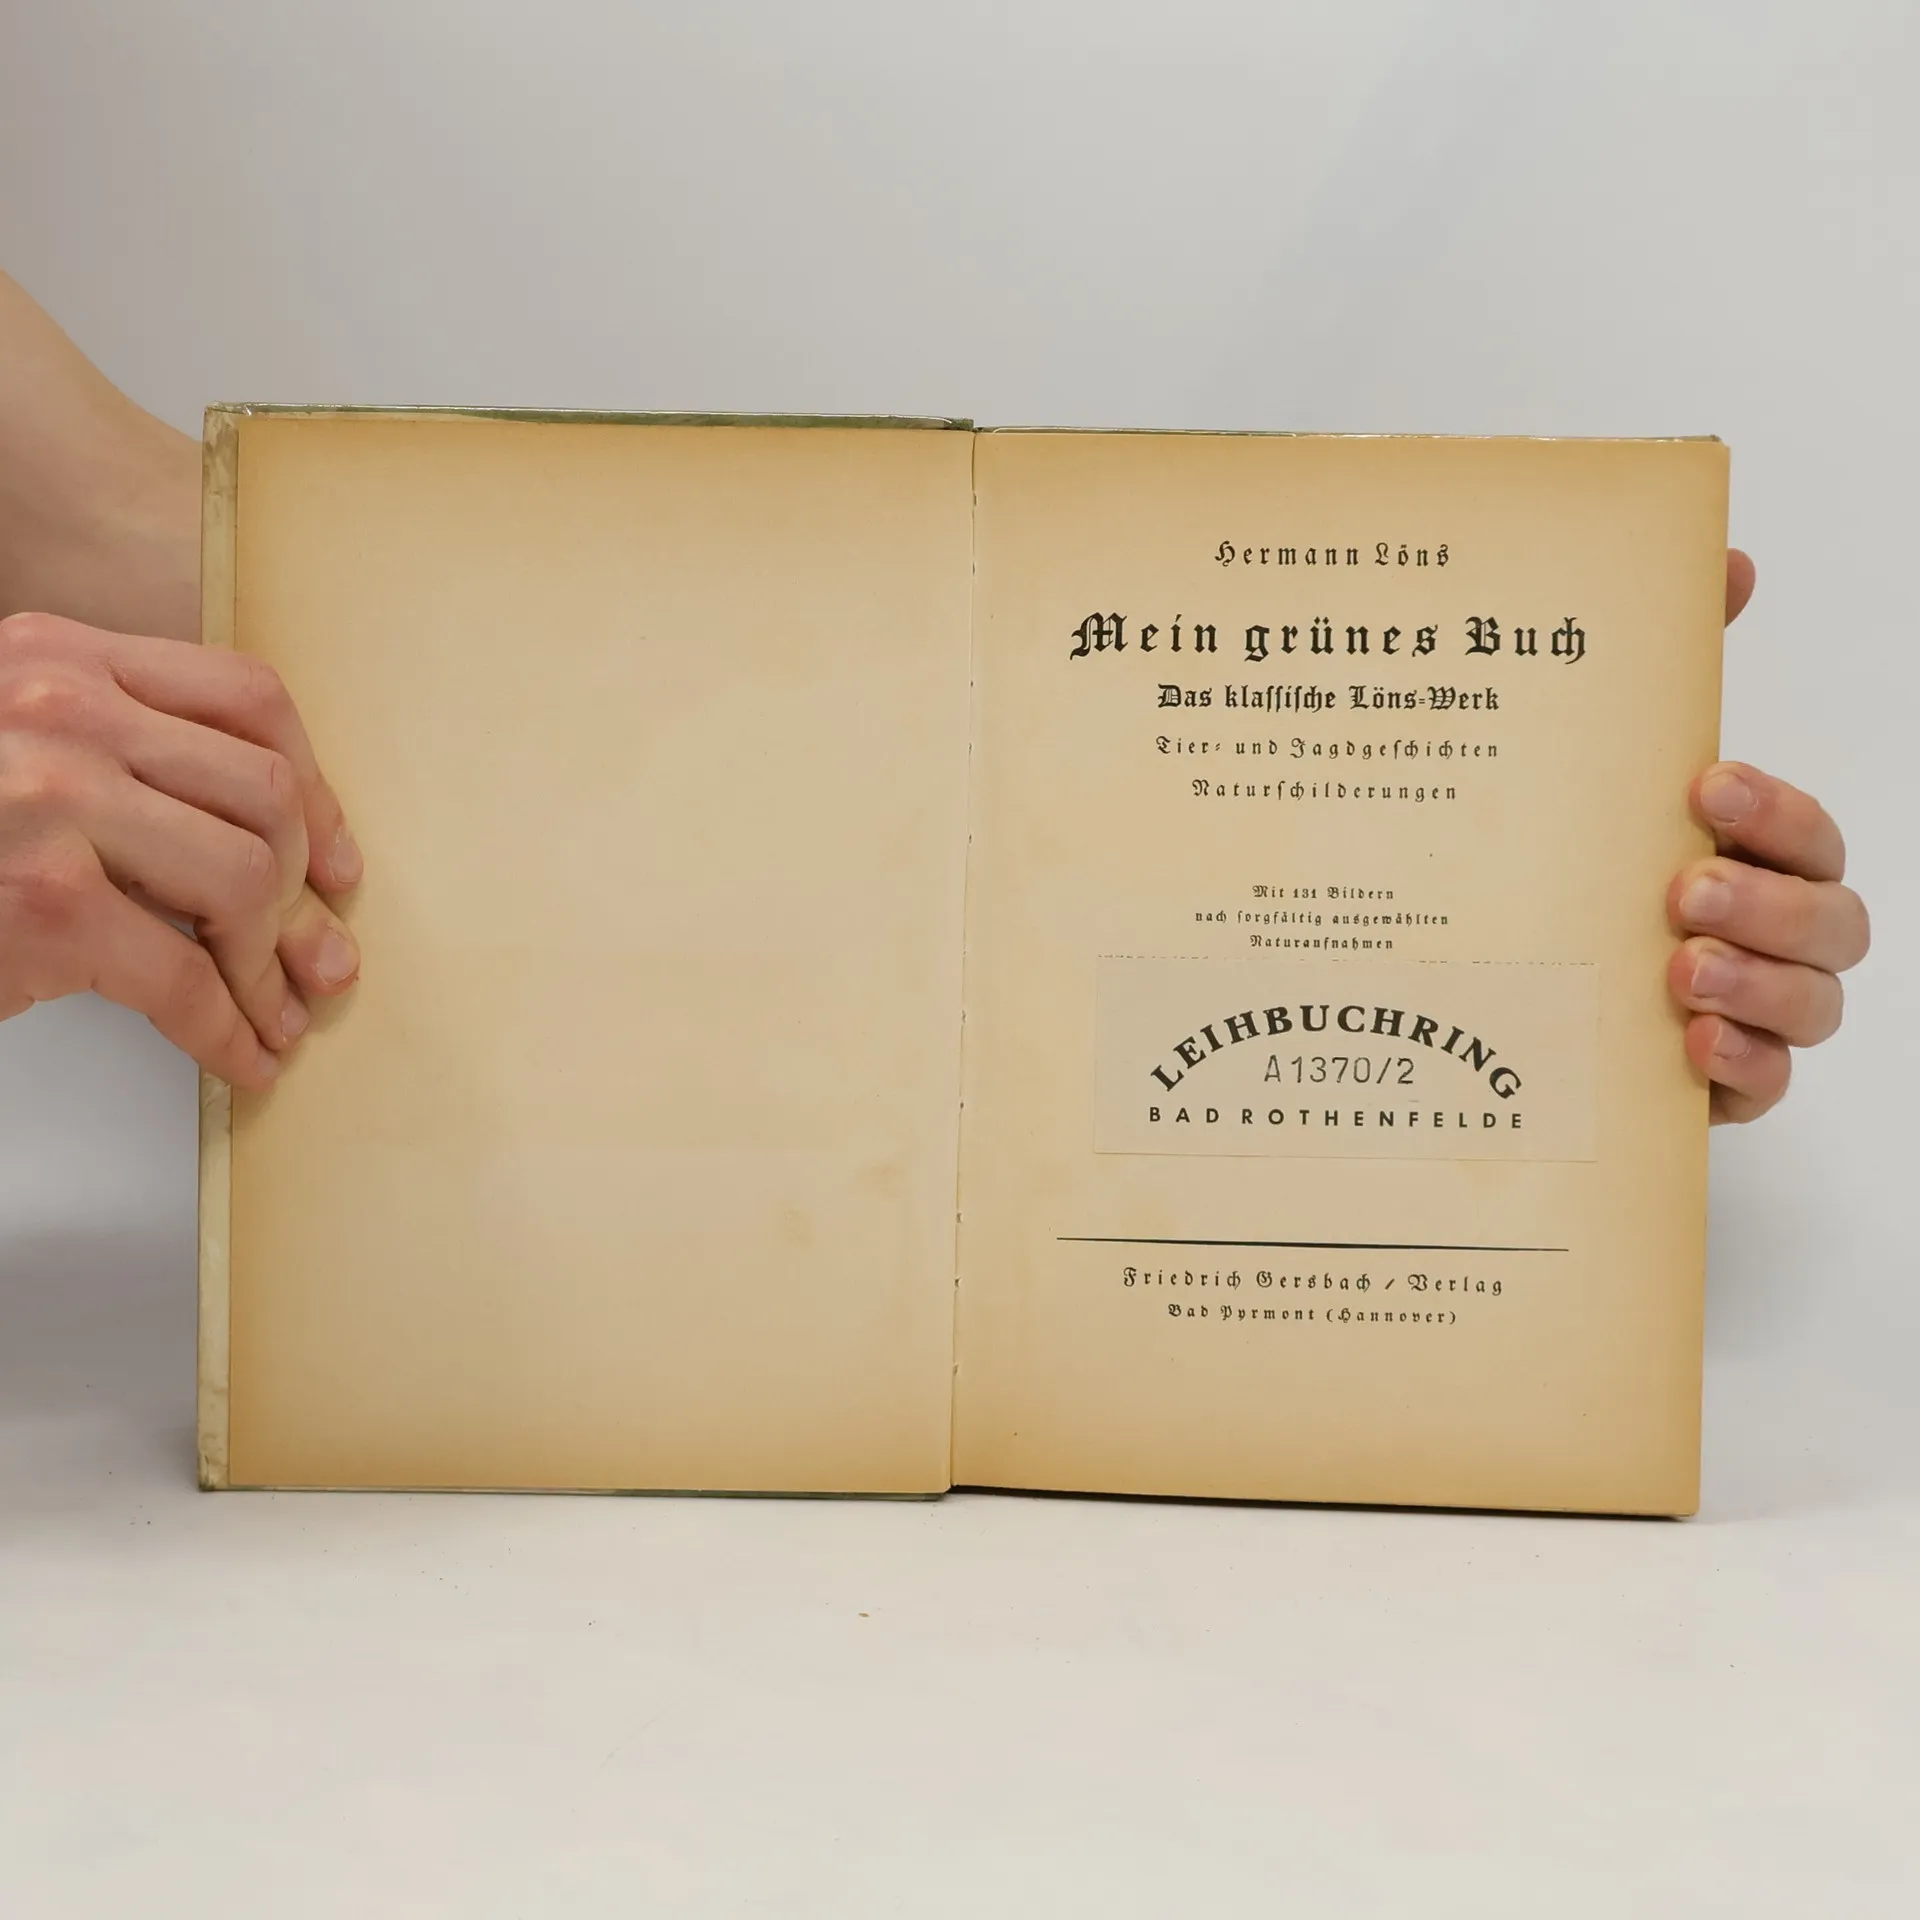 Hermann Löns
Mein grünes Buch
Das klaſſiſche Löns=Werk
Tier= und Jagdgeſchichten
Naturſchilderungen
Mit 131 Bildern
nach ſorgfältig ausgewählten
Naturaufnahmen
LEIHBUCHRING
A1370/2
BAD ROTHENFELDE
Friedrich Gersbach / Verlag
Bad Pyrmont (Hannover)